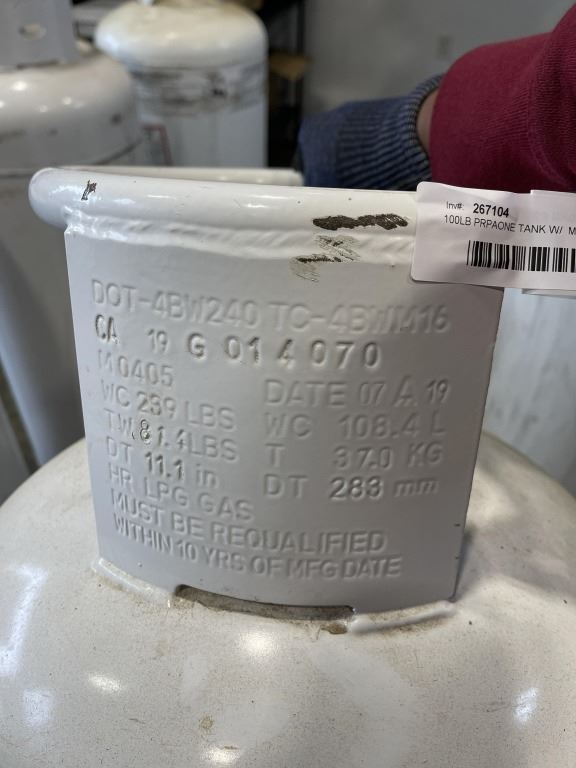 Inv#: 267104
100LB PRPAONE TANK W/ M
DOT-4BW240 TC-4BWM16
CA 19 G 014070
M0405
DATE 07 A 19
WC 239 LBS WC 108.4 L
TW 81.4LBS T 37.0 KG
DT 11.1 in DT 283 mm
HR LPG GAS
MUST BE REQUALIFIED
WITHIN 10 YRS OF MFG DATE